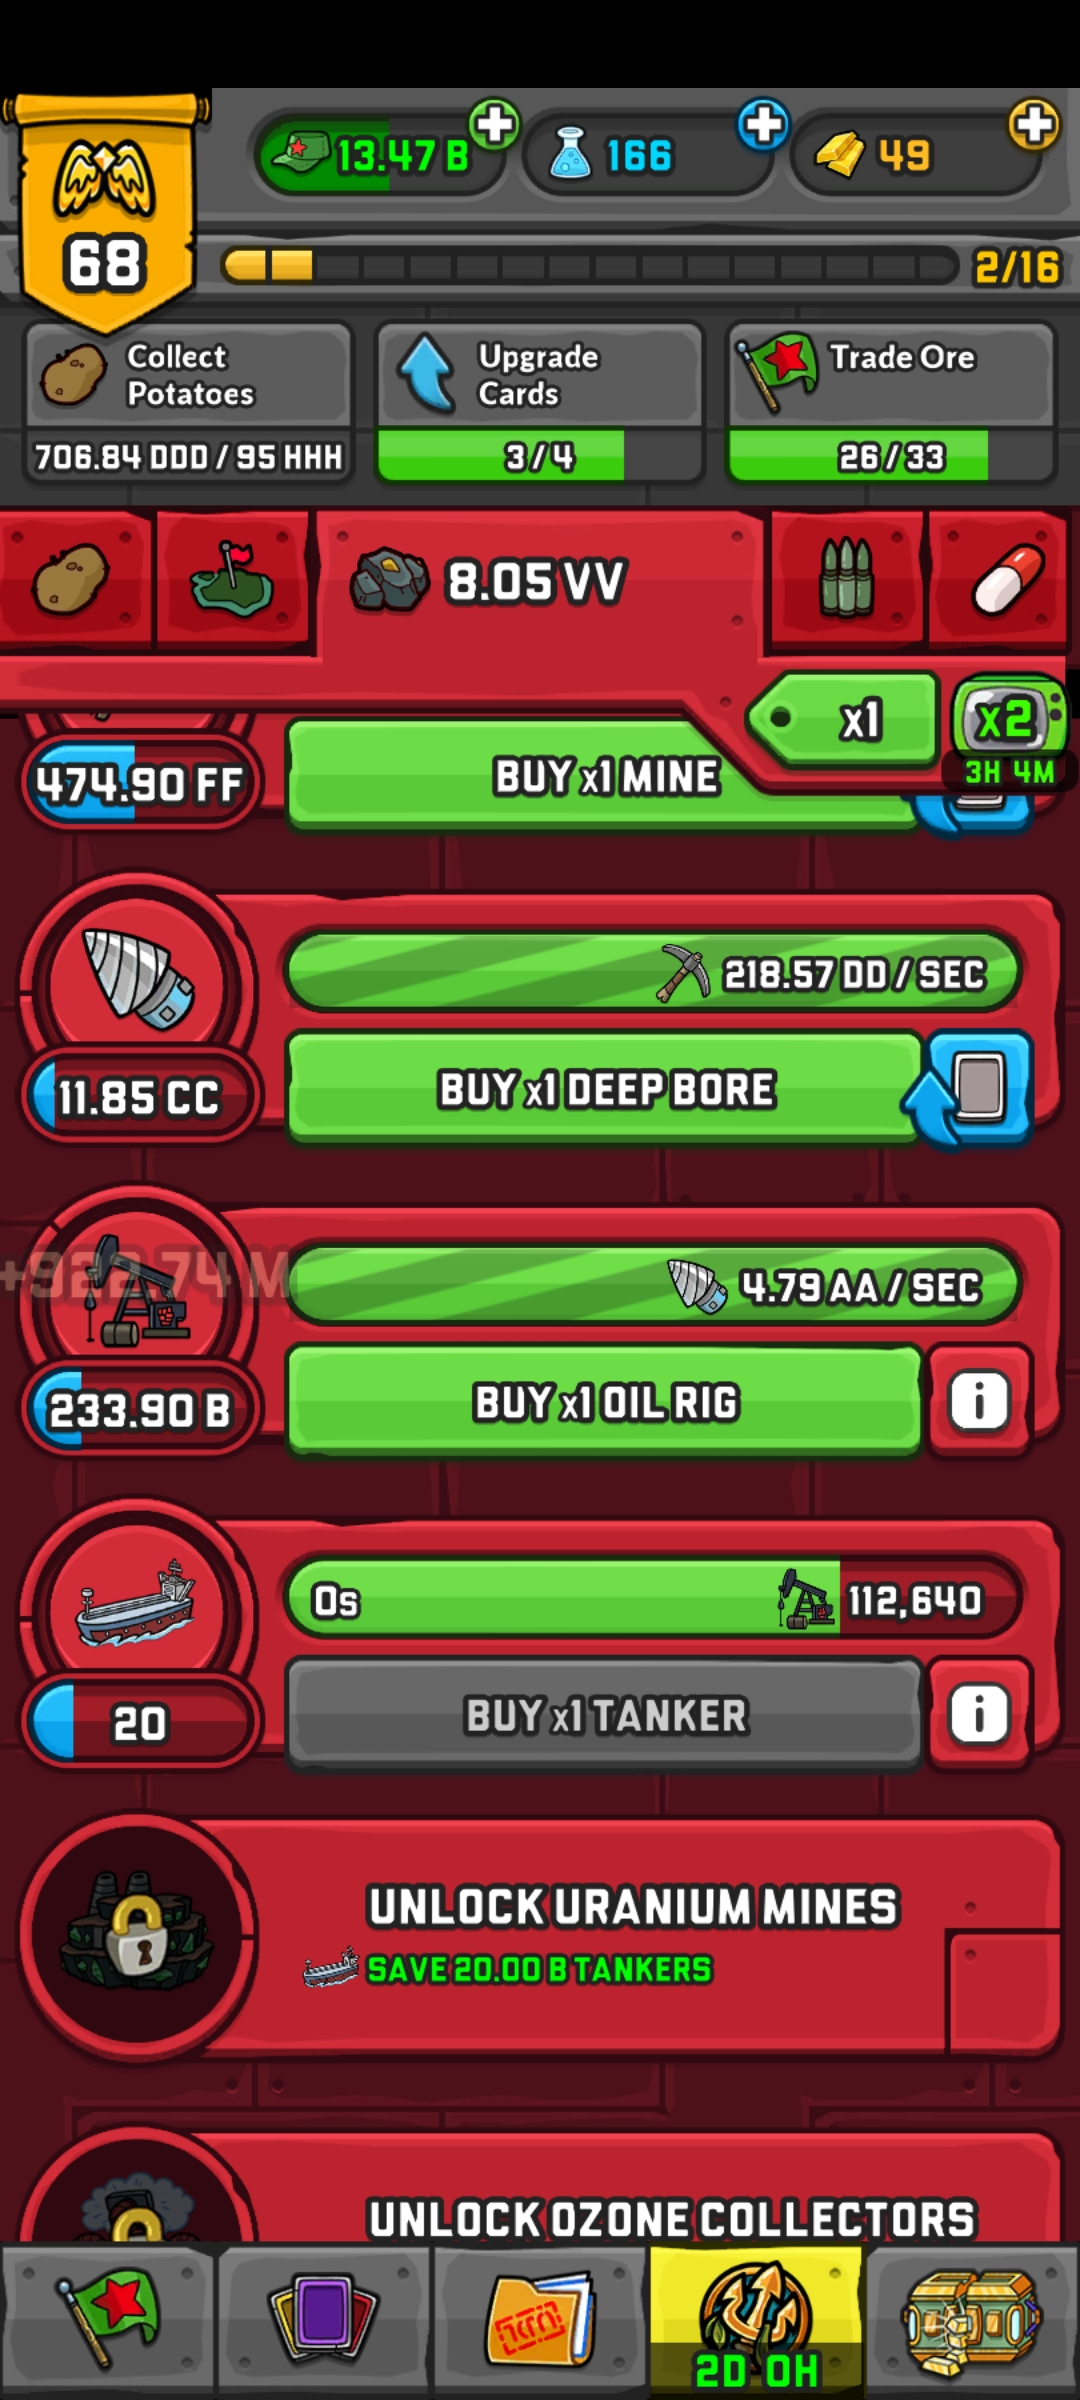 13.47 B
166
49
68
2/16
Collect
Potatoes
706.84 DDD / 95 HHH
Upgrade
Cards
3/4
Trade Ore
26/33
8.05 VV
x1
x2
3H 4M
474.90 FF
BUY x1 MINE
218.57 DD / SEC
11.85 CC
BUY x1 DEEP BORE
+922.74 M
4.79 AA / SEC
233.90 B
BUY x1 OIL RIG
i
0s
112,640
20
BUY x1 TANKER
i
UNLOCK URANIUM MINES
SAVE 20.00 B TANKERS
UNLOCK OZONE COLLECTORS
2D 0H